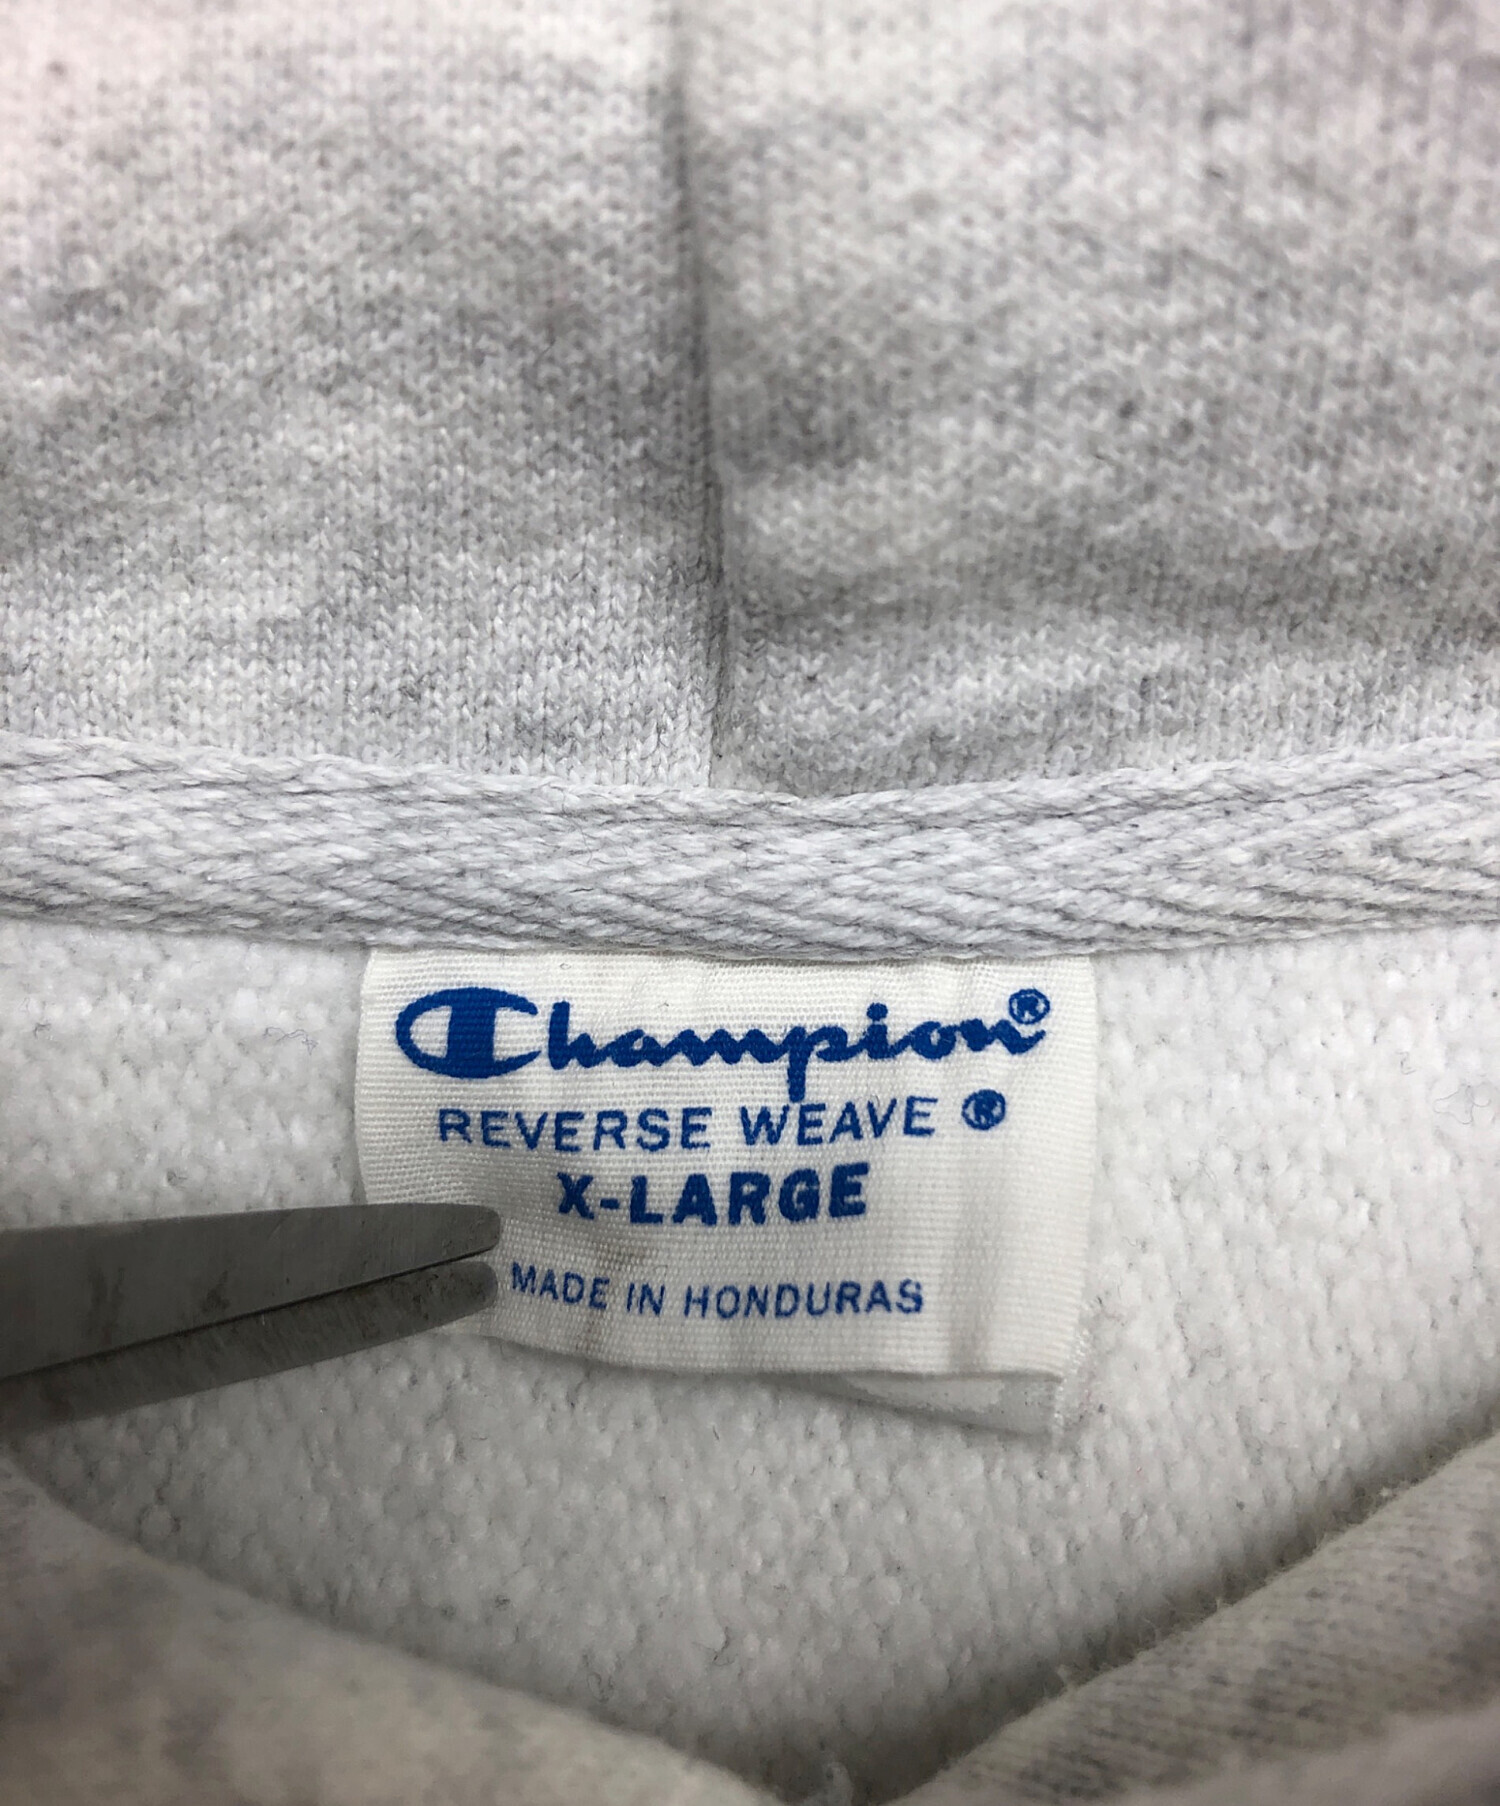 Champion®
REVERSE WEAVE ®
X-LARGE
MADE IN HONDURAS